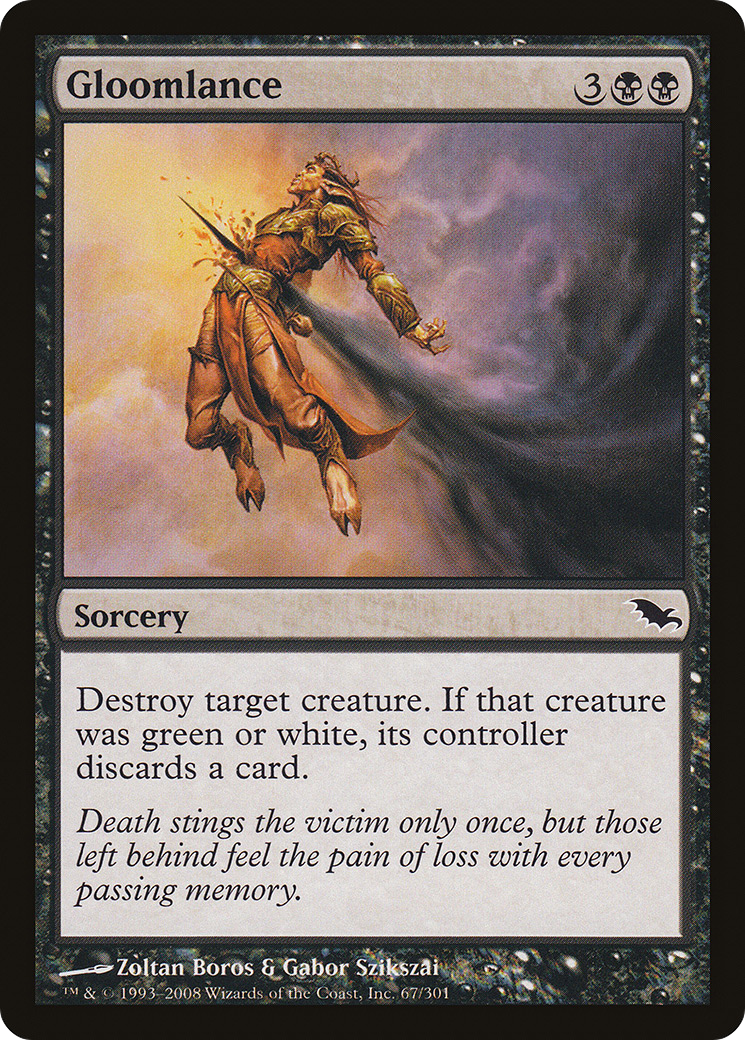 Gloomlance 3
Sorcery
Destroy target creature. If that creature
was green or white, its controller
discards a card.
Death stings the victim only once, but those
left behind feel the pain of loss with every
passing memory.
Zoltan Boros & Gabor Szikszai
™ & © 1993–2008 Wizards of the Coast, Inc. 67/301